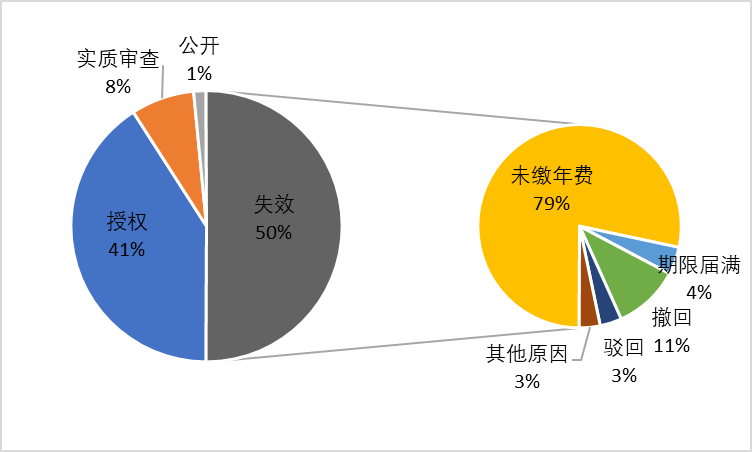 公开
1%
实质审查
8%
授权
41%
失效
50%
未缴年费
79%
期限届满
4%
撤回
11%
驳回
3%
其他原因
3%